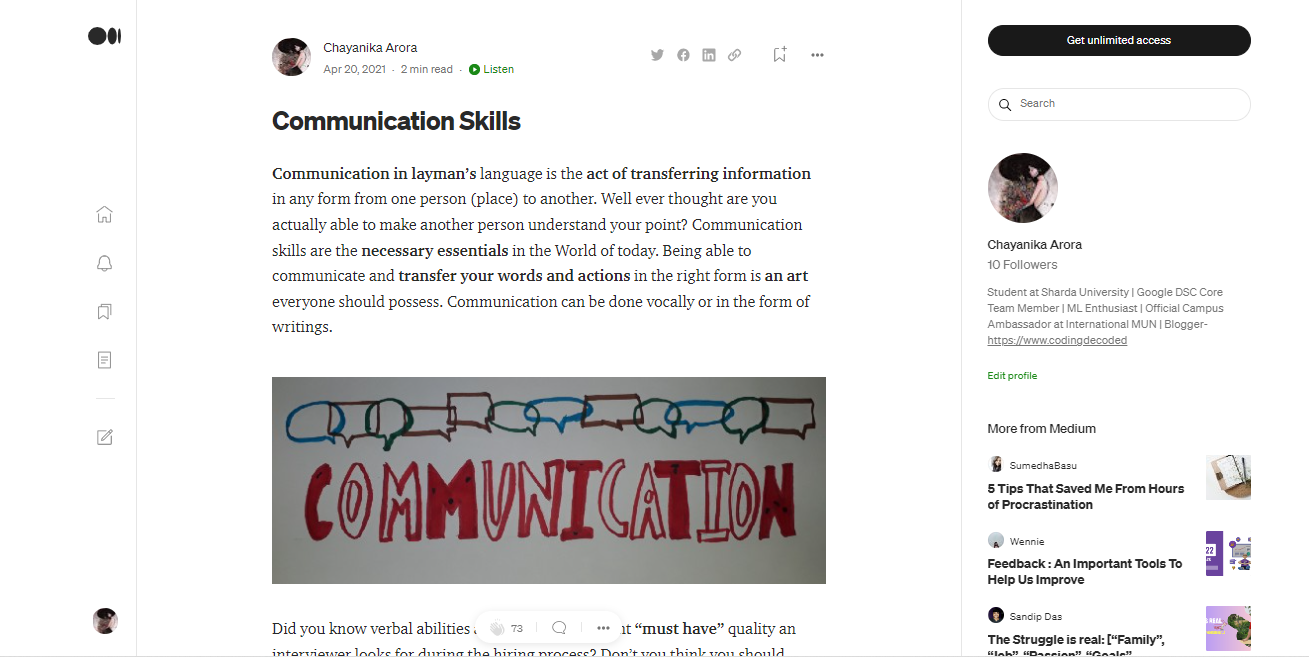 Chayanika Arora
Apr 20, 2021 · 2 min read · Listen
Communication Skills
Communication in layman's language is the act of transferring information
in any form from one person (place) to another. Well ever thought are you
actually able to make another person understand your point? Communication
skills are the necessary essentials in the World of today. Being able to
communicate and transfer your words and actions in the right form is an art
everyone should possess. Communication can be done vocally or in the form of
writings.
COMMUNICATION
Did you know verbal abilities “must have” quality an
interviewer looks for during the hiring process? Don't you think you should
73
Get unlimited access
Search
Chayanika Arora
10 Followers
Student at Sharda University | Google DSC Core
Team Member | ML Enthusiast | Official Campus
Ambassador at International MUN | Blogger-
https://www.codingdecoded
Edit profile
More from Medium
SumedhaBasu
5 Tips That Saved Me From Hours
of Procrastination
Wennie
Feedback : An Important Tools To
Help Us Improve
22
Sandip Das
The Struggle is real: [“Family”,
“Job”, “Passion”, “Goals”